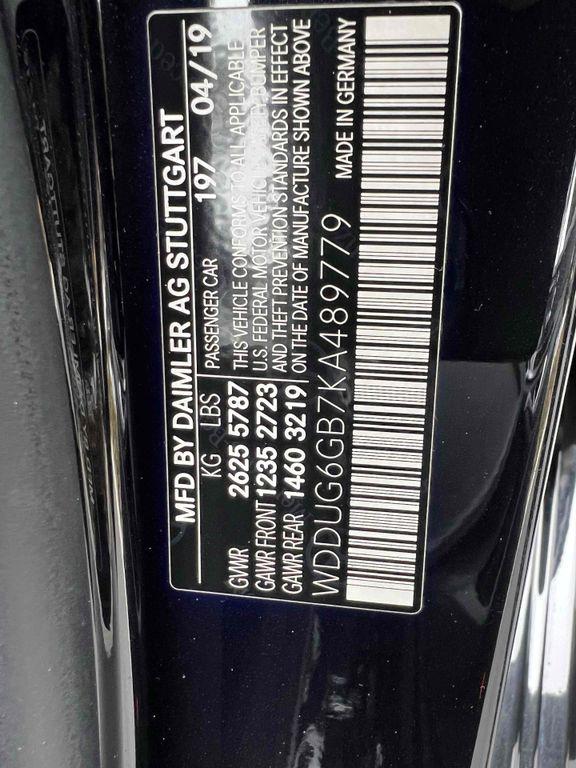 MFD BY DAIMLER AG STUTTGART
KG LBS PASSENGER CAR 197 04/19
GVWR 2625 5787 THIS VEHICLE CONFORMS TO ALL APPLICABLE
U.S. FEDERAL MOTOR VEHICLE SAFETY BUMPER
GAWR FRONT 1235 2723 AND THEFT PREVENTION STANDARDS IN EFFECT
GAWR REAR 1460 3219 ON THE DATE OF MANUFACTURE SHOWN ABOVE
WDDUG6GB7KA489779 MADE IN GERMANY